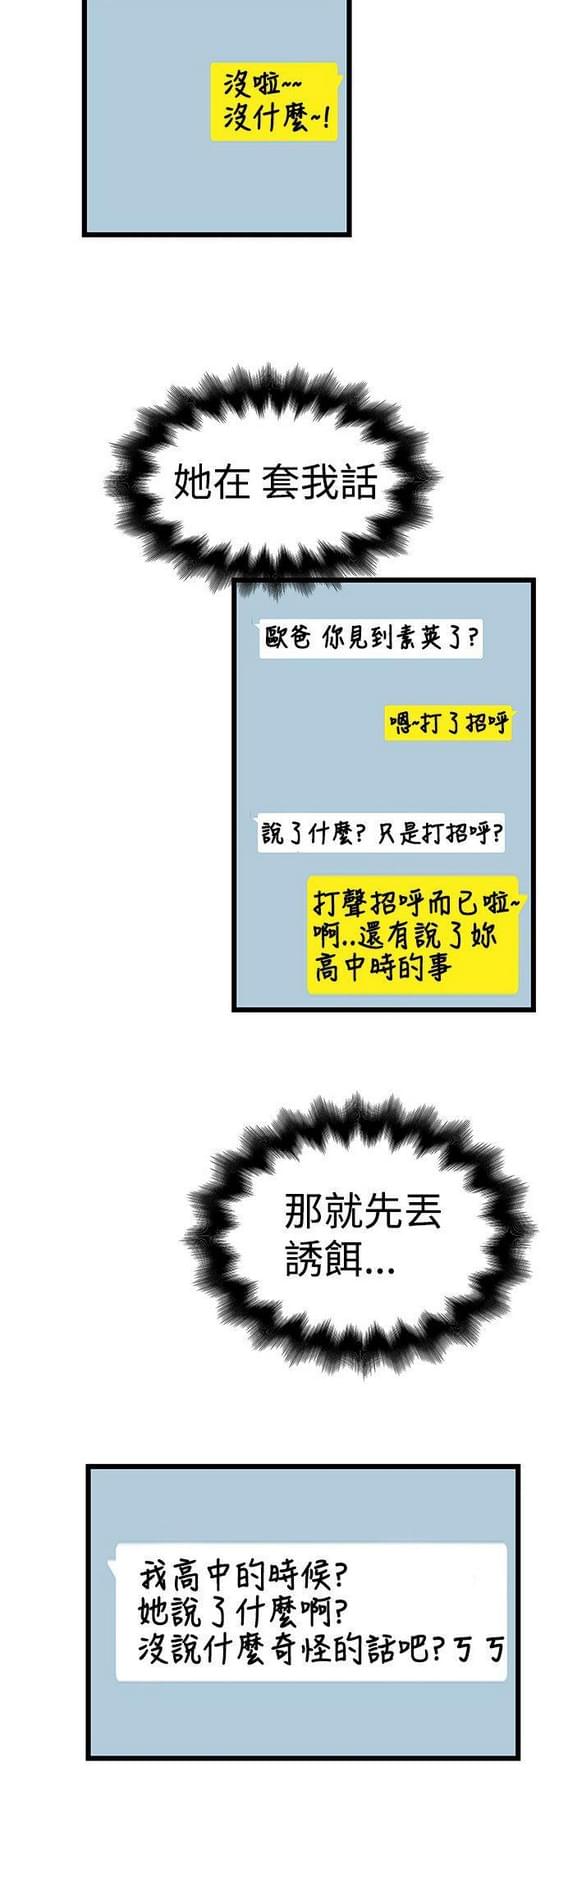 沒啦~~
沒什麼~!
她在 套我話
歐爸 你見到素英了?
嗯~打了招呼
說了什麼? 只是打招呼?
打聲招呼而已啦~
啊..還有說了妳
高中時的事
那就先丟
誘餌...
我高中的時候?
她說了什麼啊?
沒說什麼奇怪的話吧?ㄎㄎ